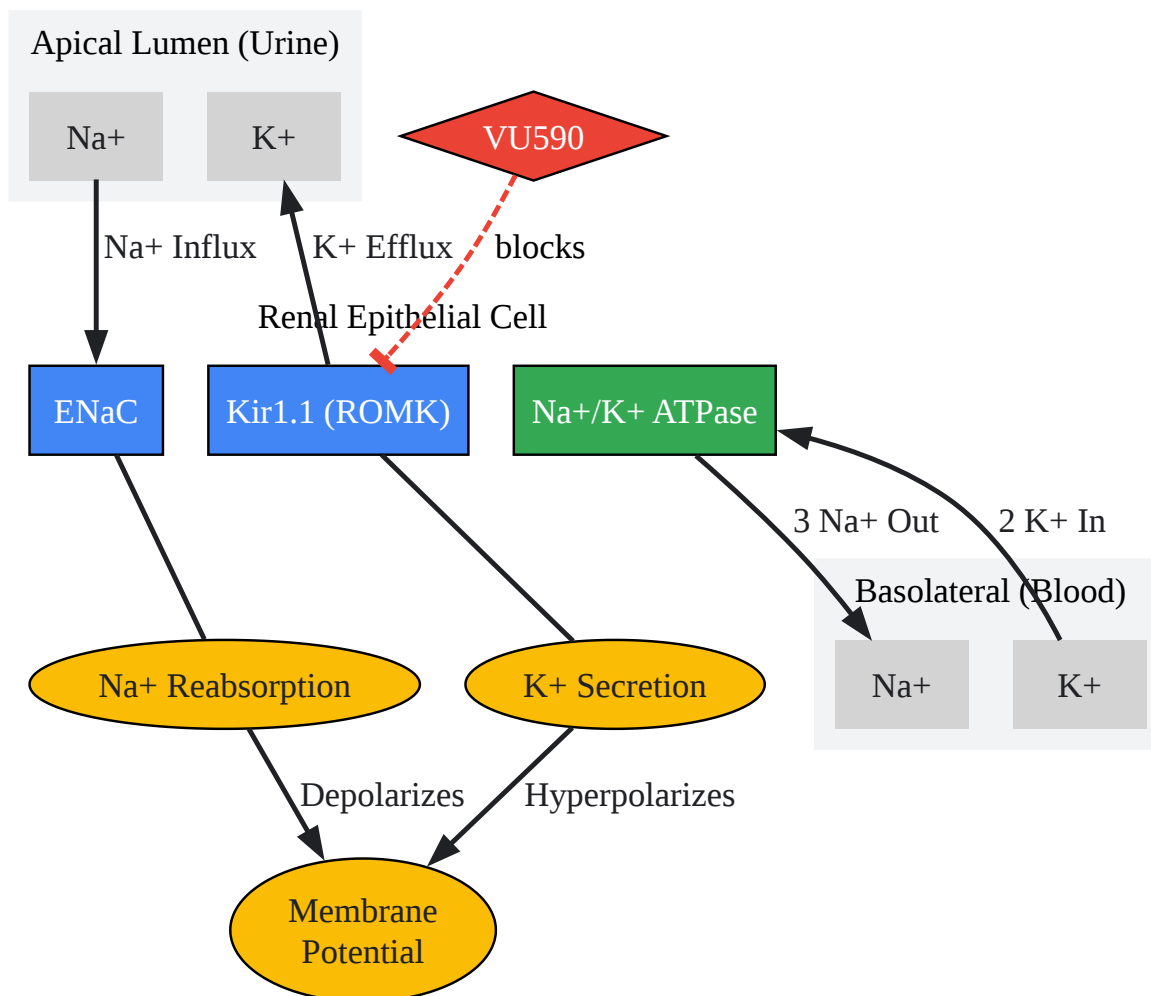 Apical Lumen (Urine)
Na+
K+
VU590
Na+ Influx
K+ Efflux
blocks
Renal Epithelial Cell
ENaC
Kir1.1 (ROMK)
Na+/K+ ATPase
3 Na+ Out
2 K+ In
Basolateral (Blood)
Na+ Reabsorption
K+ Secretion
Na+
K+
Depolarizes
Hyperpolarizes
Membrane
Potential